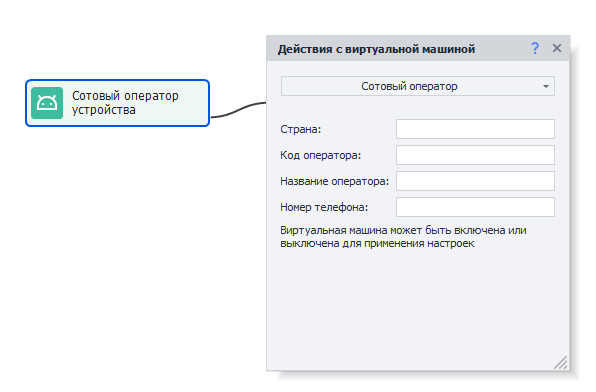 Сотовый оператор
устройства
Действия с виртуальной машиной
?
Сотовый оператор
Страна:
Код оператора:
Название оператора:
Номер телефона:
Виртуальная машина может быть включена или
выключена для применения настроек